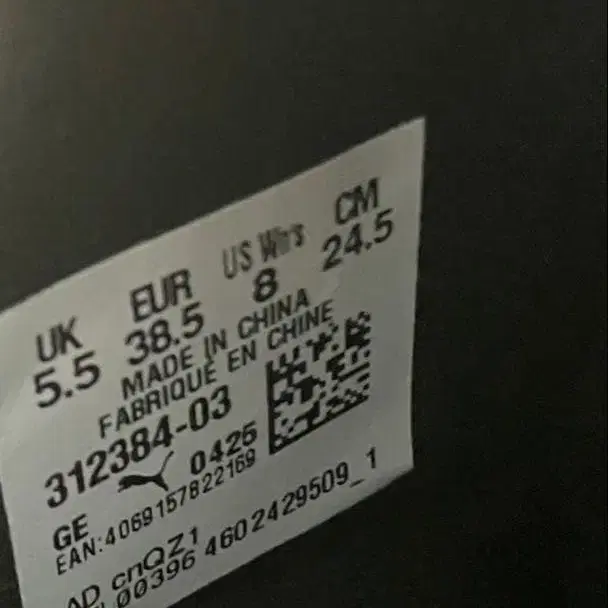 UK EUR US Wn's CM
5.5 38.5 8 24.5
MADE IN CHINA
FABRIQUÉ EN CHINE
312384-03
0425
GE
EAN:4069157822169
AD cnQZ1
00396 4602429509_1